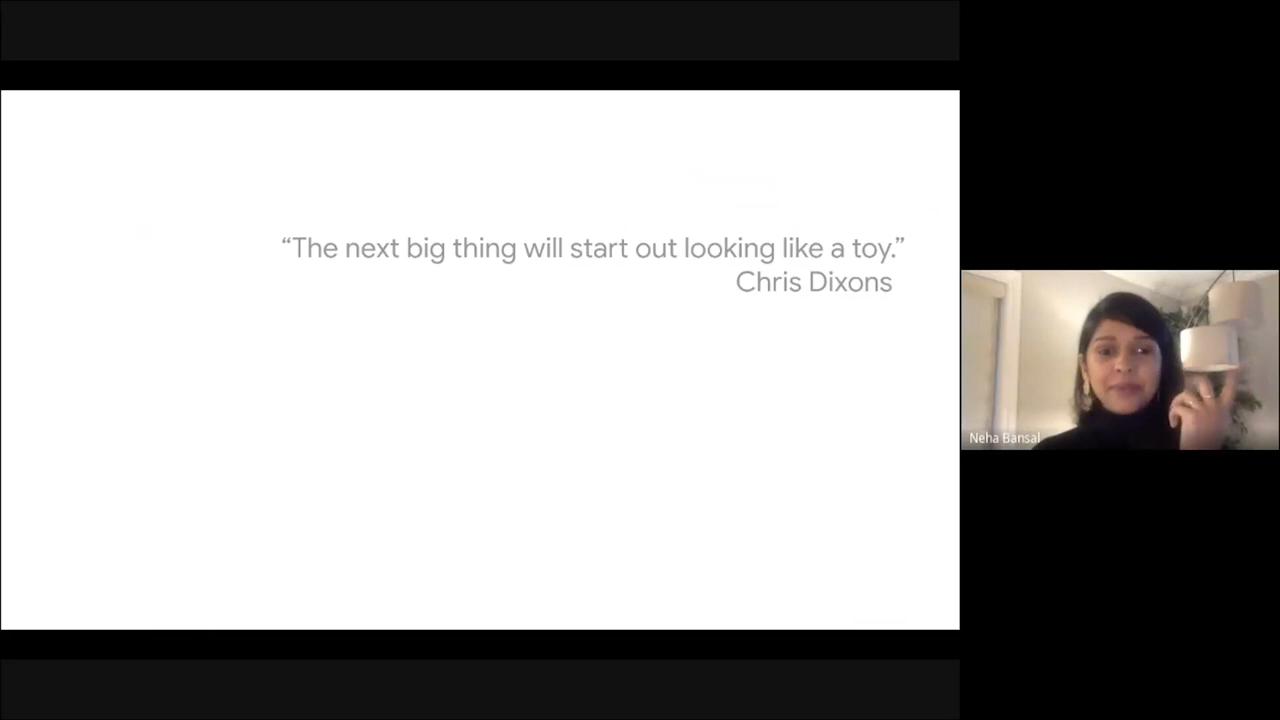 “The next big thing will start out looking like a toy.”
Chris Dixons
Neha Bansal